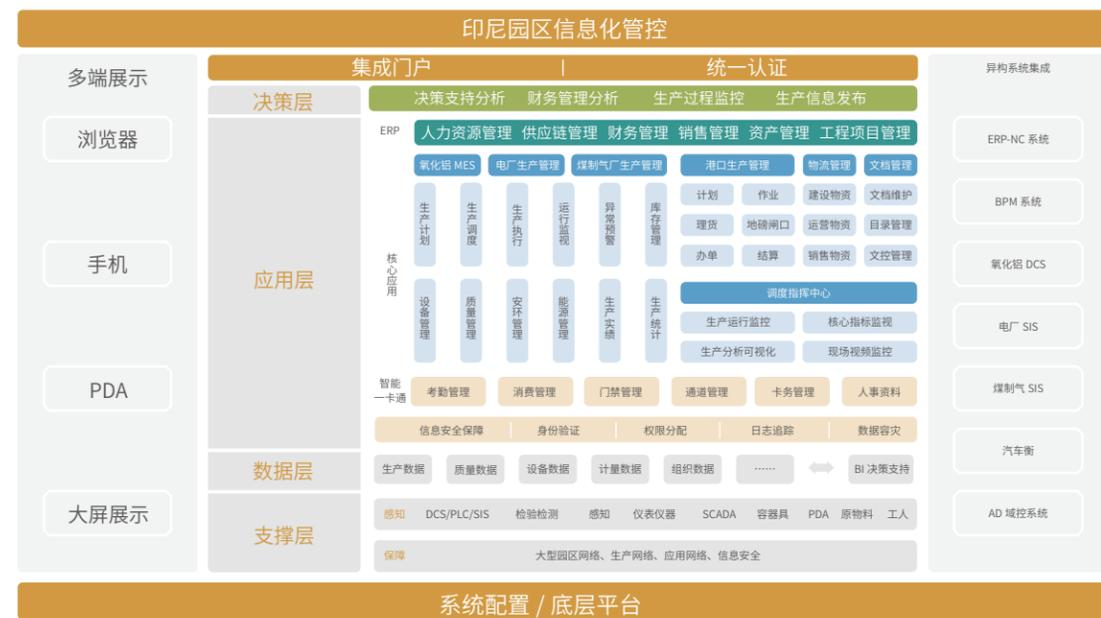 印尼园区信息化管控
多端展示
浏览器
手机
PDA
大屏展示
集成门户 | 统一认证
决策层
决策支持分析 财务管理分析 生产过程监控 生产信息发布
应用层
ERP
人力资源管理 供应链管理 财务管理 销售管理 资产管理 工程项目管理
核心应用
氧化铝 MES 电厂生产管理 煤制气厂生产管理 港口生产管理 物流管理 文档管理
生产计划
生产调度
生产执行
运行监视
异常预警
库存管理
计划 作业 建设物资 文档维护
理货 地磅闸口 运营物资 目录管理
办单 结算 销售物资 文控管理
设备管理
质量管理
安环管理
能源管理
生产实绩
生产统计
调度指挥中心
生产运行监控 核心指标监视
生产分析可视化 现场视频监控
智能
一卡通
考勤管理 消费管理 门禁管理 通道管理 卡务管理 人事资料
信息安全保障 身份验证 权限分配 日志追踪 数据容灾
数据层
生产数据 质量数据 设备数据 计量数据 组织数据 …… BI 决策支持
支撑层
感知 DCS/PLC/SIS 检验检测 感知 仪表仪器 SCADA 容器具 PDA 原物料 工人
保障 大型园区网络、生产网络、应用网络、信息安全
异构系统集成
ERP-NC 系统
BPM 系统
氧化铝 DCS
电厂 SIS
煤制气 SIS
汽车衡
AD 域控系统
系统配置 / 底层平台